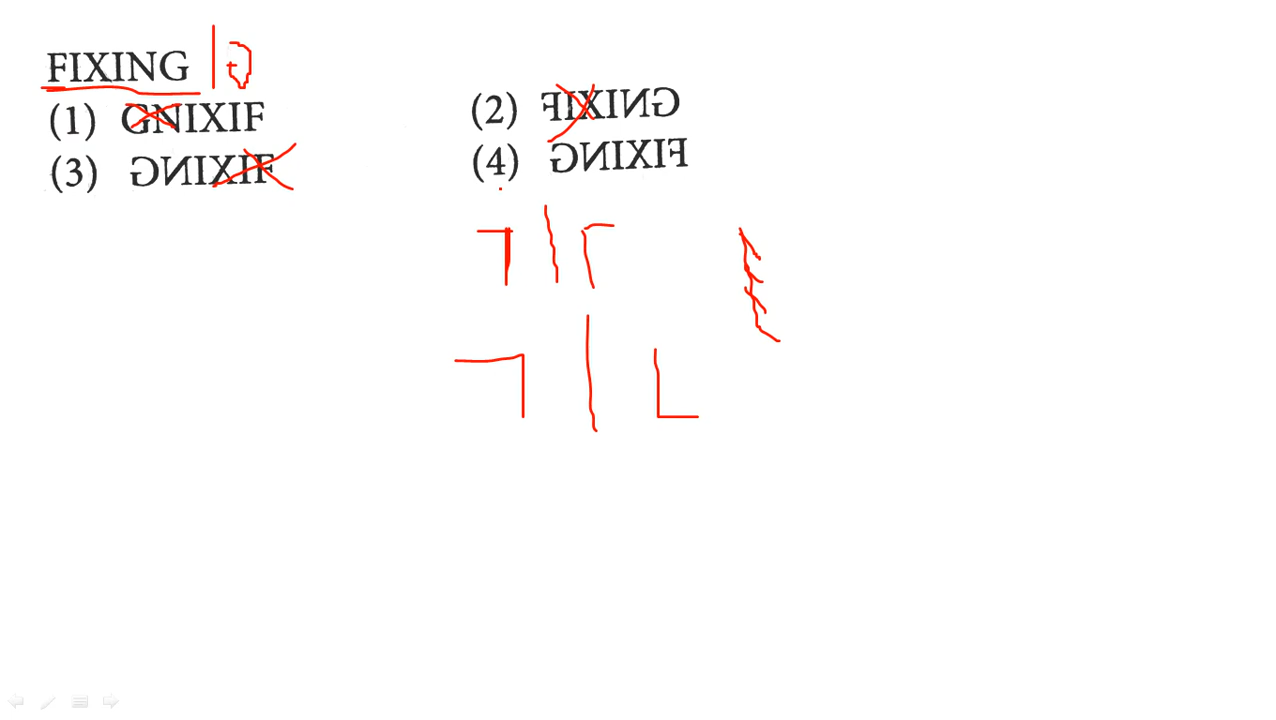 FIXING
(1) GNIXIF
(2) FIXING
(3) GNIXIF
(4) GNIXIF